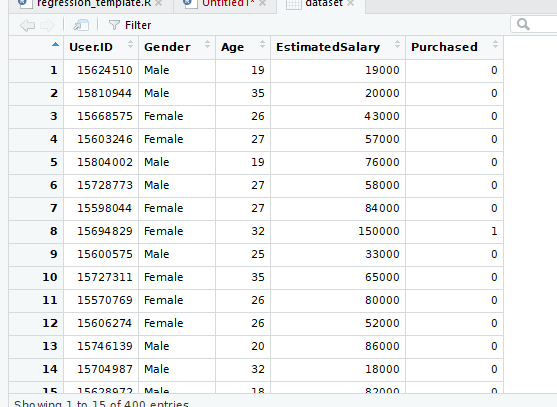 regression_template.R × Untitled1* × dataset ×
Filter
User.ID Gender Age EstimatedSalary Purchased
1 15624510 Male 19 19000 0
2 15810944 Male 35 20000 0
3 15668575 Female 26 43000 0
4 15603246 Female 27 57000 0
5 15804002 Male 19 76000 0
6 15728773 Male 27 58000 0
7 15598044 Female 27 84000 0
8 15694829 Female 32 150000 1
9 15600575 Male 25 33000 0
10 15727311 Female 35 65000 0
11 15570769 Female 26 80000 0
12 15606274 Female 26 52000 0
13 15746139 Male 20 86000 0
14 15704987 Male 32 18000 0
15 15628972 Male 18 82000 0
Showing 1 to 15 of 400 entries